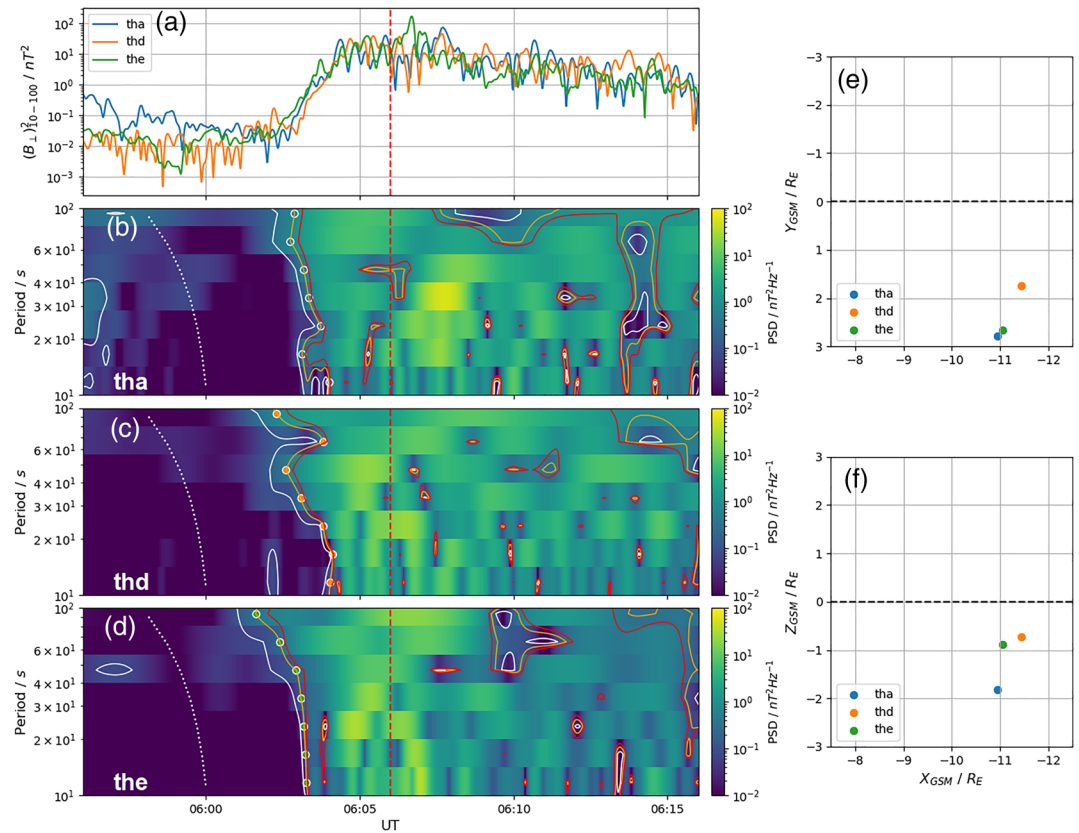 (a)
tha
thd
the
10²
10¹
10⁰
10⁻¹
10⁻²
10⁻³
(B⊥)²₁₀₋₁₀₀ / nT²
(b)
tha
10²
6 × 10¹
4 × 10¹
3 × 10¹
2 × 10¹
10¹
Period / s
10²
10¹
10⁰
10⁻¹
10⁻²
PSD / nT²Hz⁻¹
(c)
thd
10²
6 × 10¹
4 × 10¹
3 × 10¹
2 × 10¹
10¹
Period / s
10²
10¹
10⁰
10⁻¹
10⁻²
PSD / nT²Hz⁻¹
(d)
the
10²
6 × 10¹
4 × 10¹
3 × 10¹
2 × 10¹
10¹
Period / s
10²
10¹
10⁰
10⁻¹
10⁻²
PSD / nT²Hz⁻¹
06:00
06:05
06:10
06:15
UT
(e)
−3
−2
−1
0
1
2
3
Y_GSM / R_E
tha
thd
the
−8
−9
−10
−11
−12
(f)
3
2
1
0
−1
−2
−3
Z_GSM / R_E
tha
thd
the
−8
−9
−10
−11
−12
X_GSM / R_E